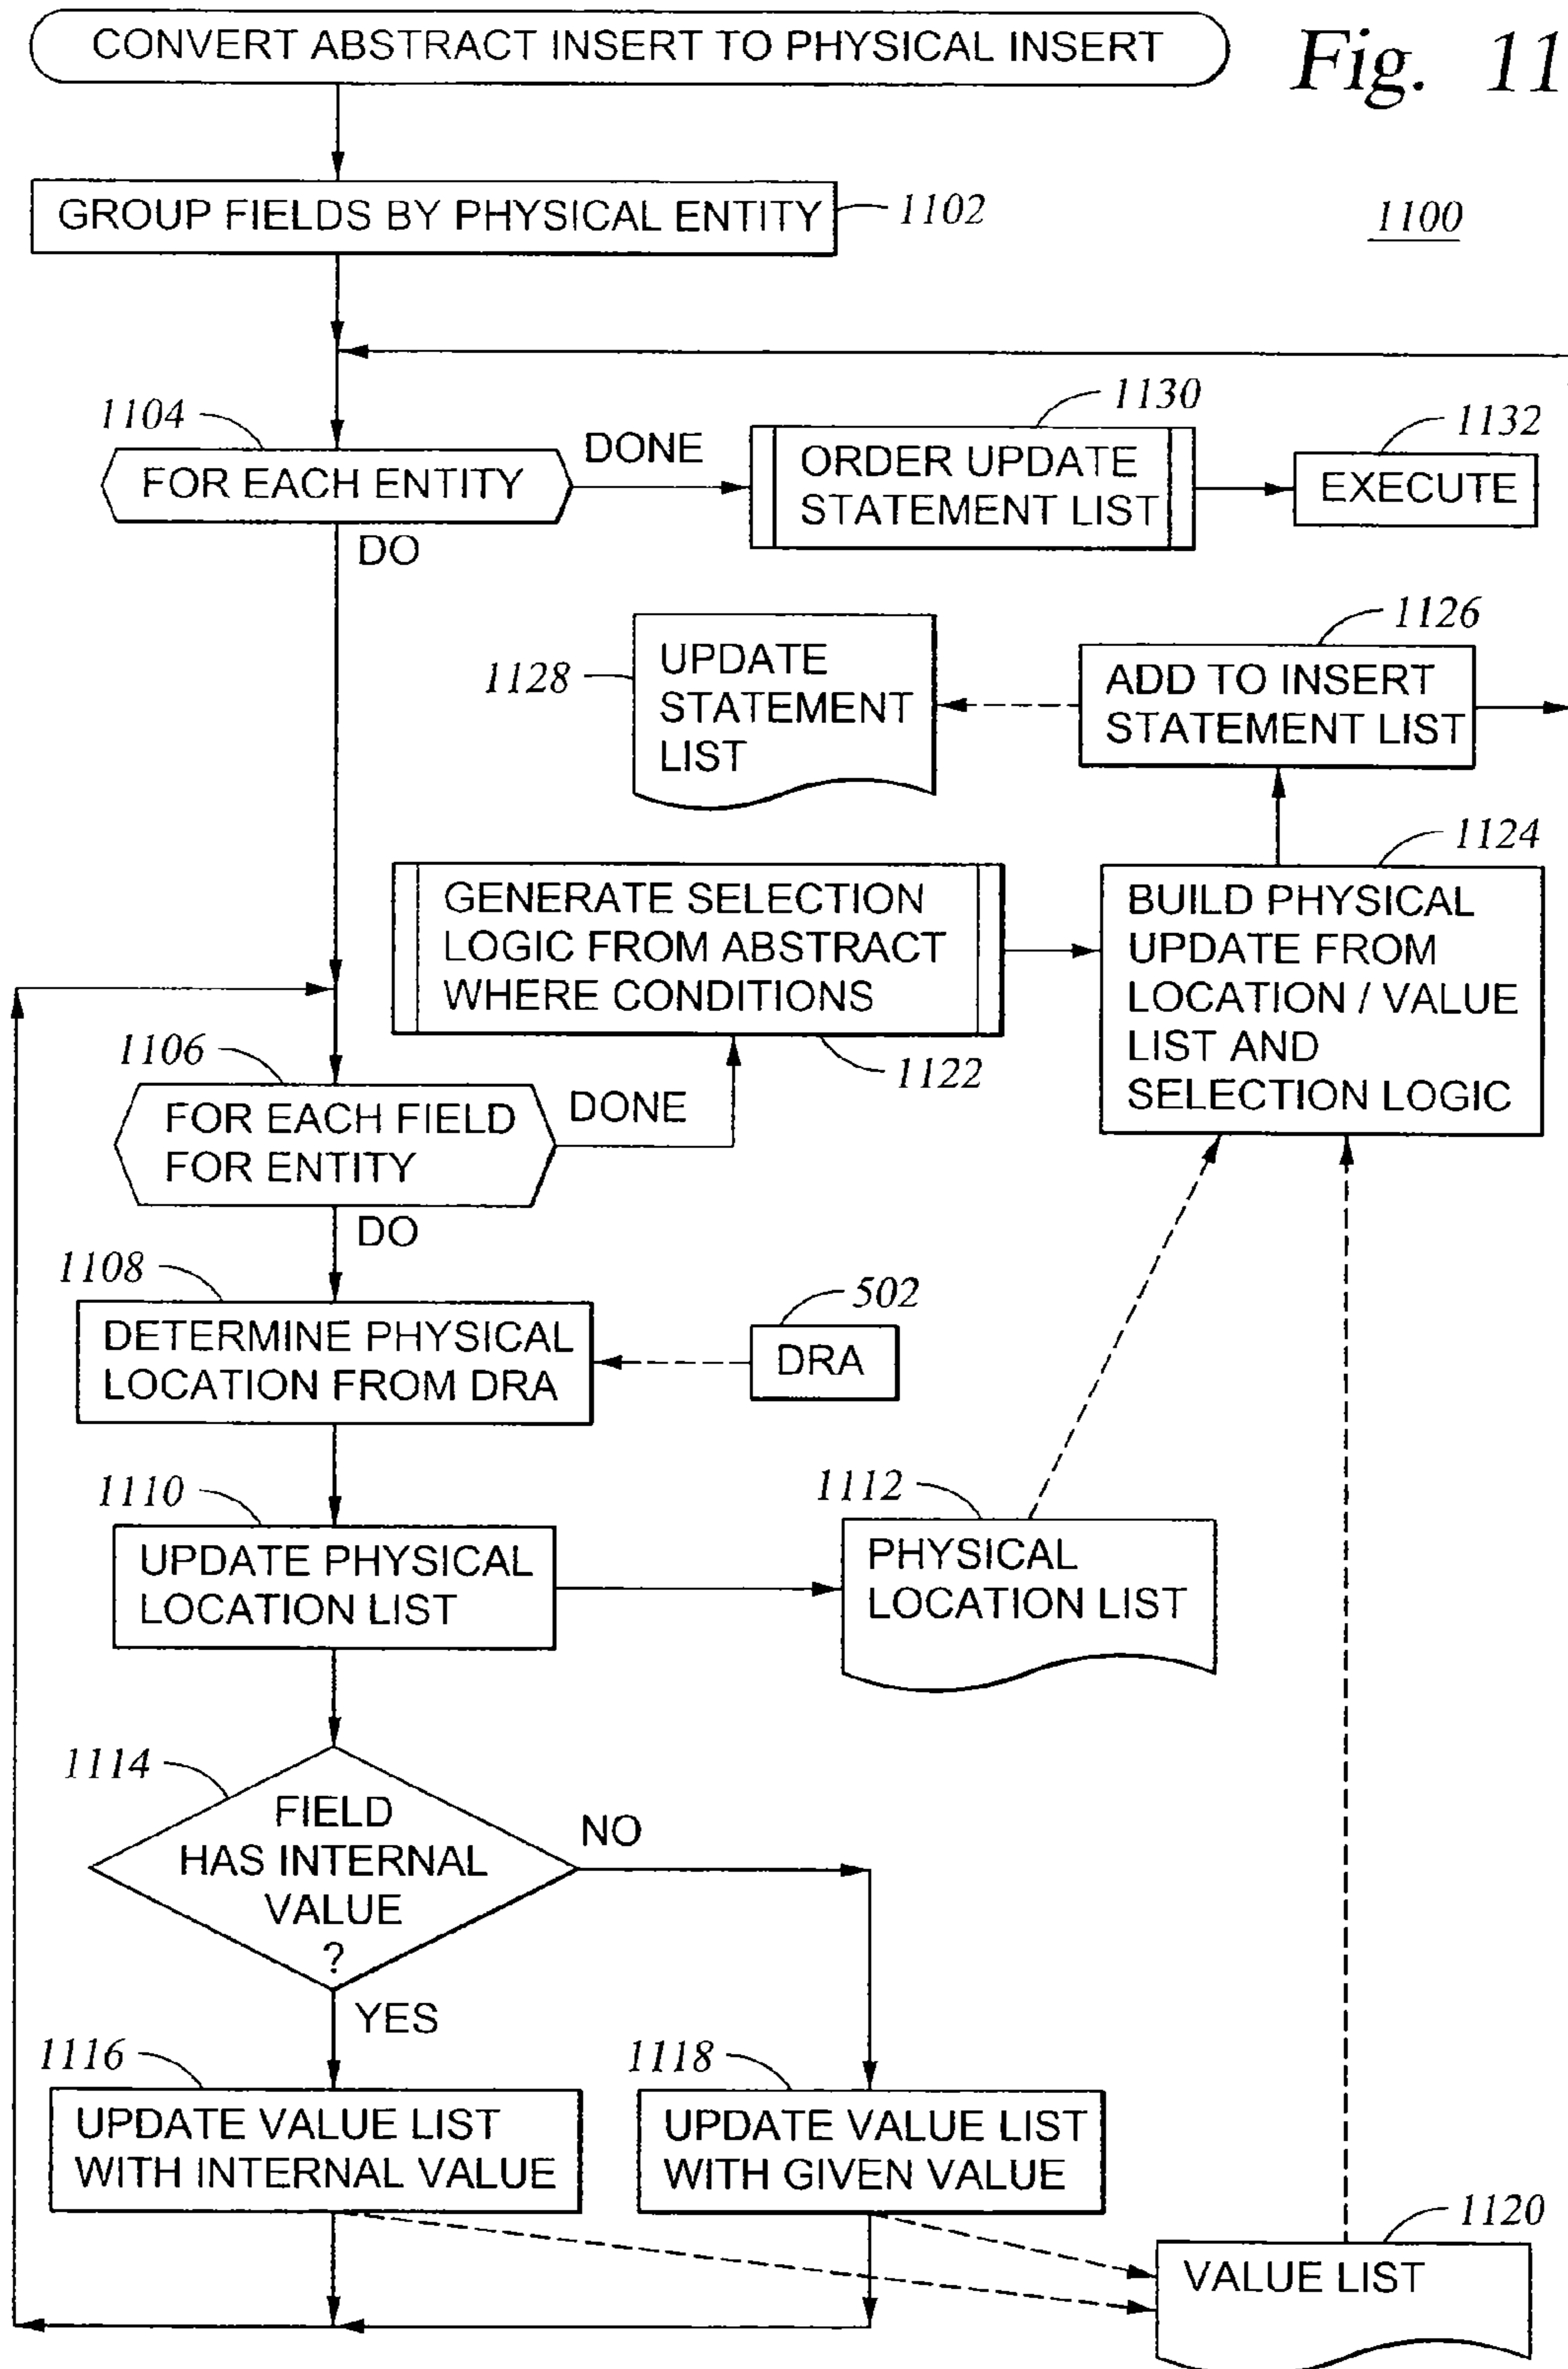 CONVERT ABSTRACT INSERT TO PHYSICAL INSERT
Fig. 11
GROUP FIELDS BY PHYSICAL ENTITY
1102
1100
1104
FOR EACH ENTITY
DONE
DO
1130
ORDER UPDATE
STATEMENT LIST
1132
EXECUTE
1128
UPDATE
STATEMENT
LIST
1126
ADD TO INSERT
STATEMENT LIST
GENERATE SELECTION
LOGIC FROM ABSTRACT
WHERE CONDITIONS
1122
1124
BUILD PHYSICAL
UPDATE FROM
LOCATION / VALUE
LIST AND
SELECTION LOGIC
1106
FOR EACH FIELD
FOR ENTITY
DONE
DO
1108
DETERMINE PHYSICAL
LOCATION FROM DRA
502
DRA
1110
UPDATE PHYSICAL
LOCATION LIST
1112
PHYSICAL
LOCATION LIST
1114
FIELD
HAS INTERNAL
VALUE
?
NO
YES
1116
UPDATE VALUE LIST
WITH INTERNAL VALUE
1118
UPDATE VALUE LIST
WITH GIVEN VALUE
1120
VALUE LIST